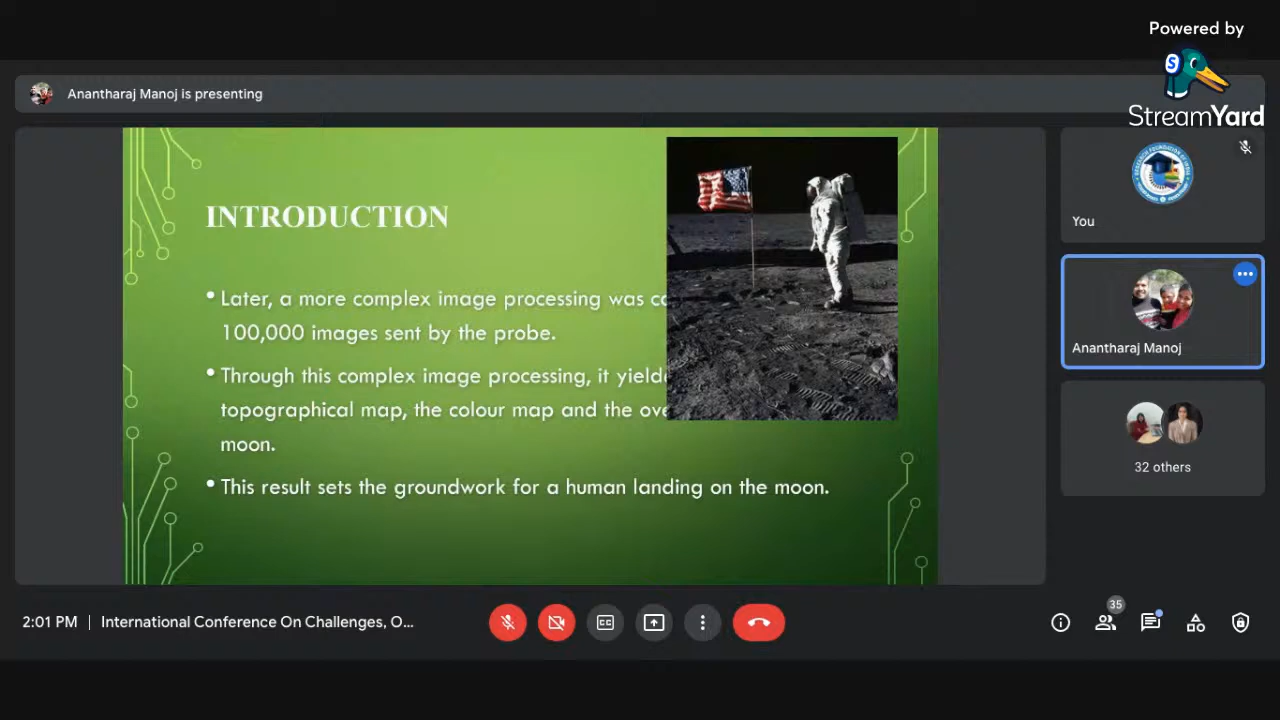 Powered by
StreamYard
Anantharaj Manoj is presenting
INTRODUCTION
• Later, a more complex image processing was
100,000 images sent by the probe.
• Through this complex image processing, it
topographical map, the colour map and the
moon.
• This result sets the groundwork for a human landing on the moon.
You
Anantharaj Manoj
32 others
2:01 PM | International Conference On Challenges, O...
CC
35